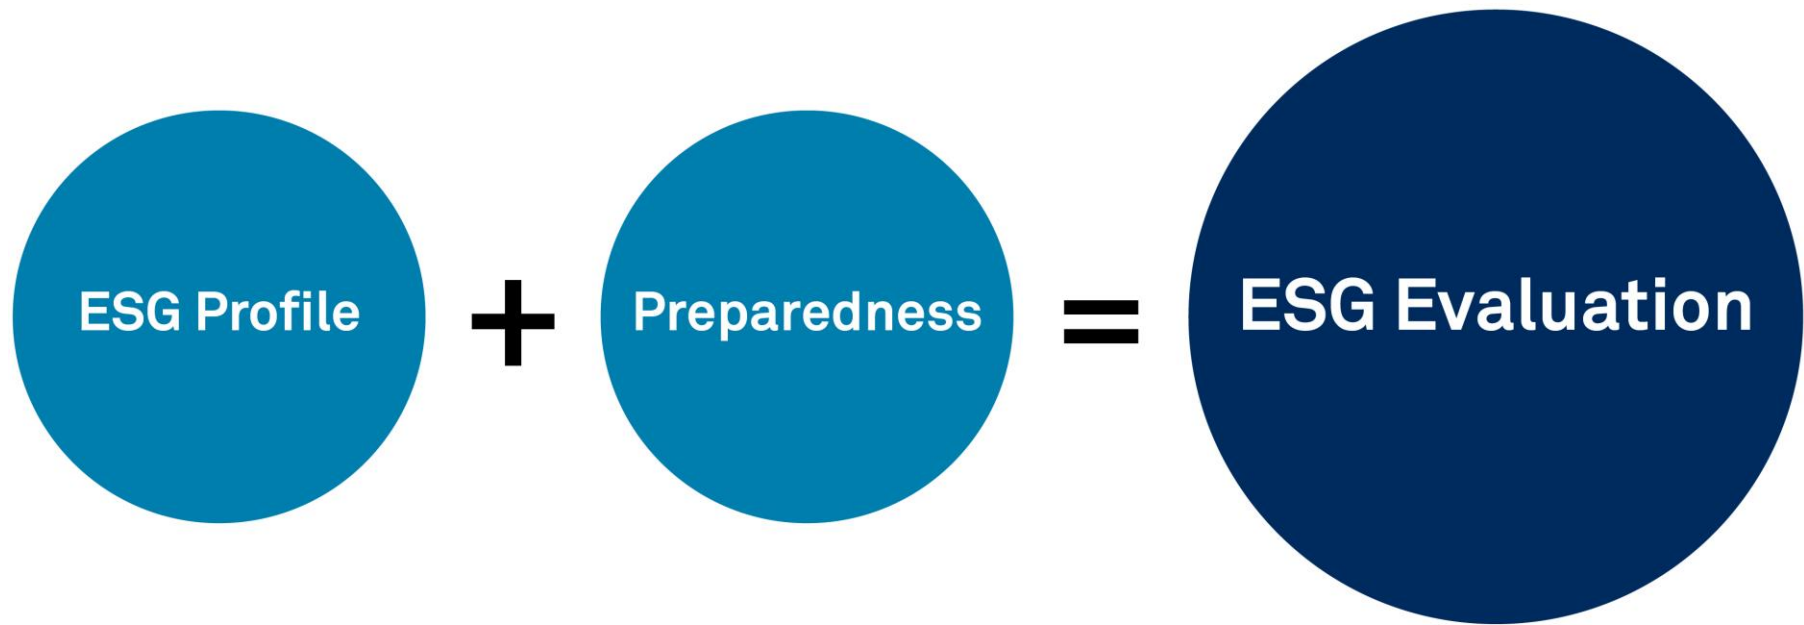 ESG Profile + Preparedness = ESG Evaluation